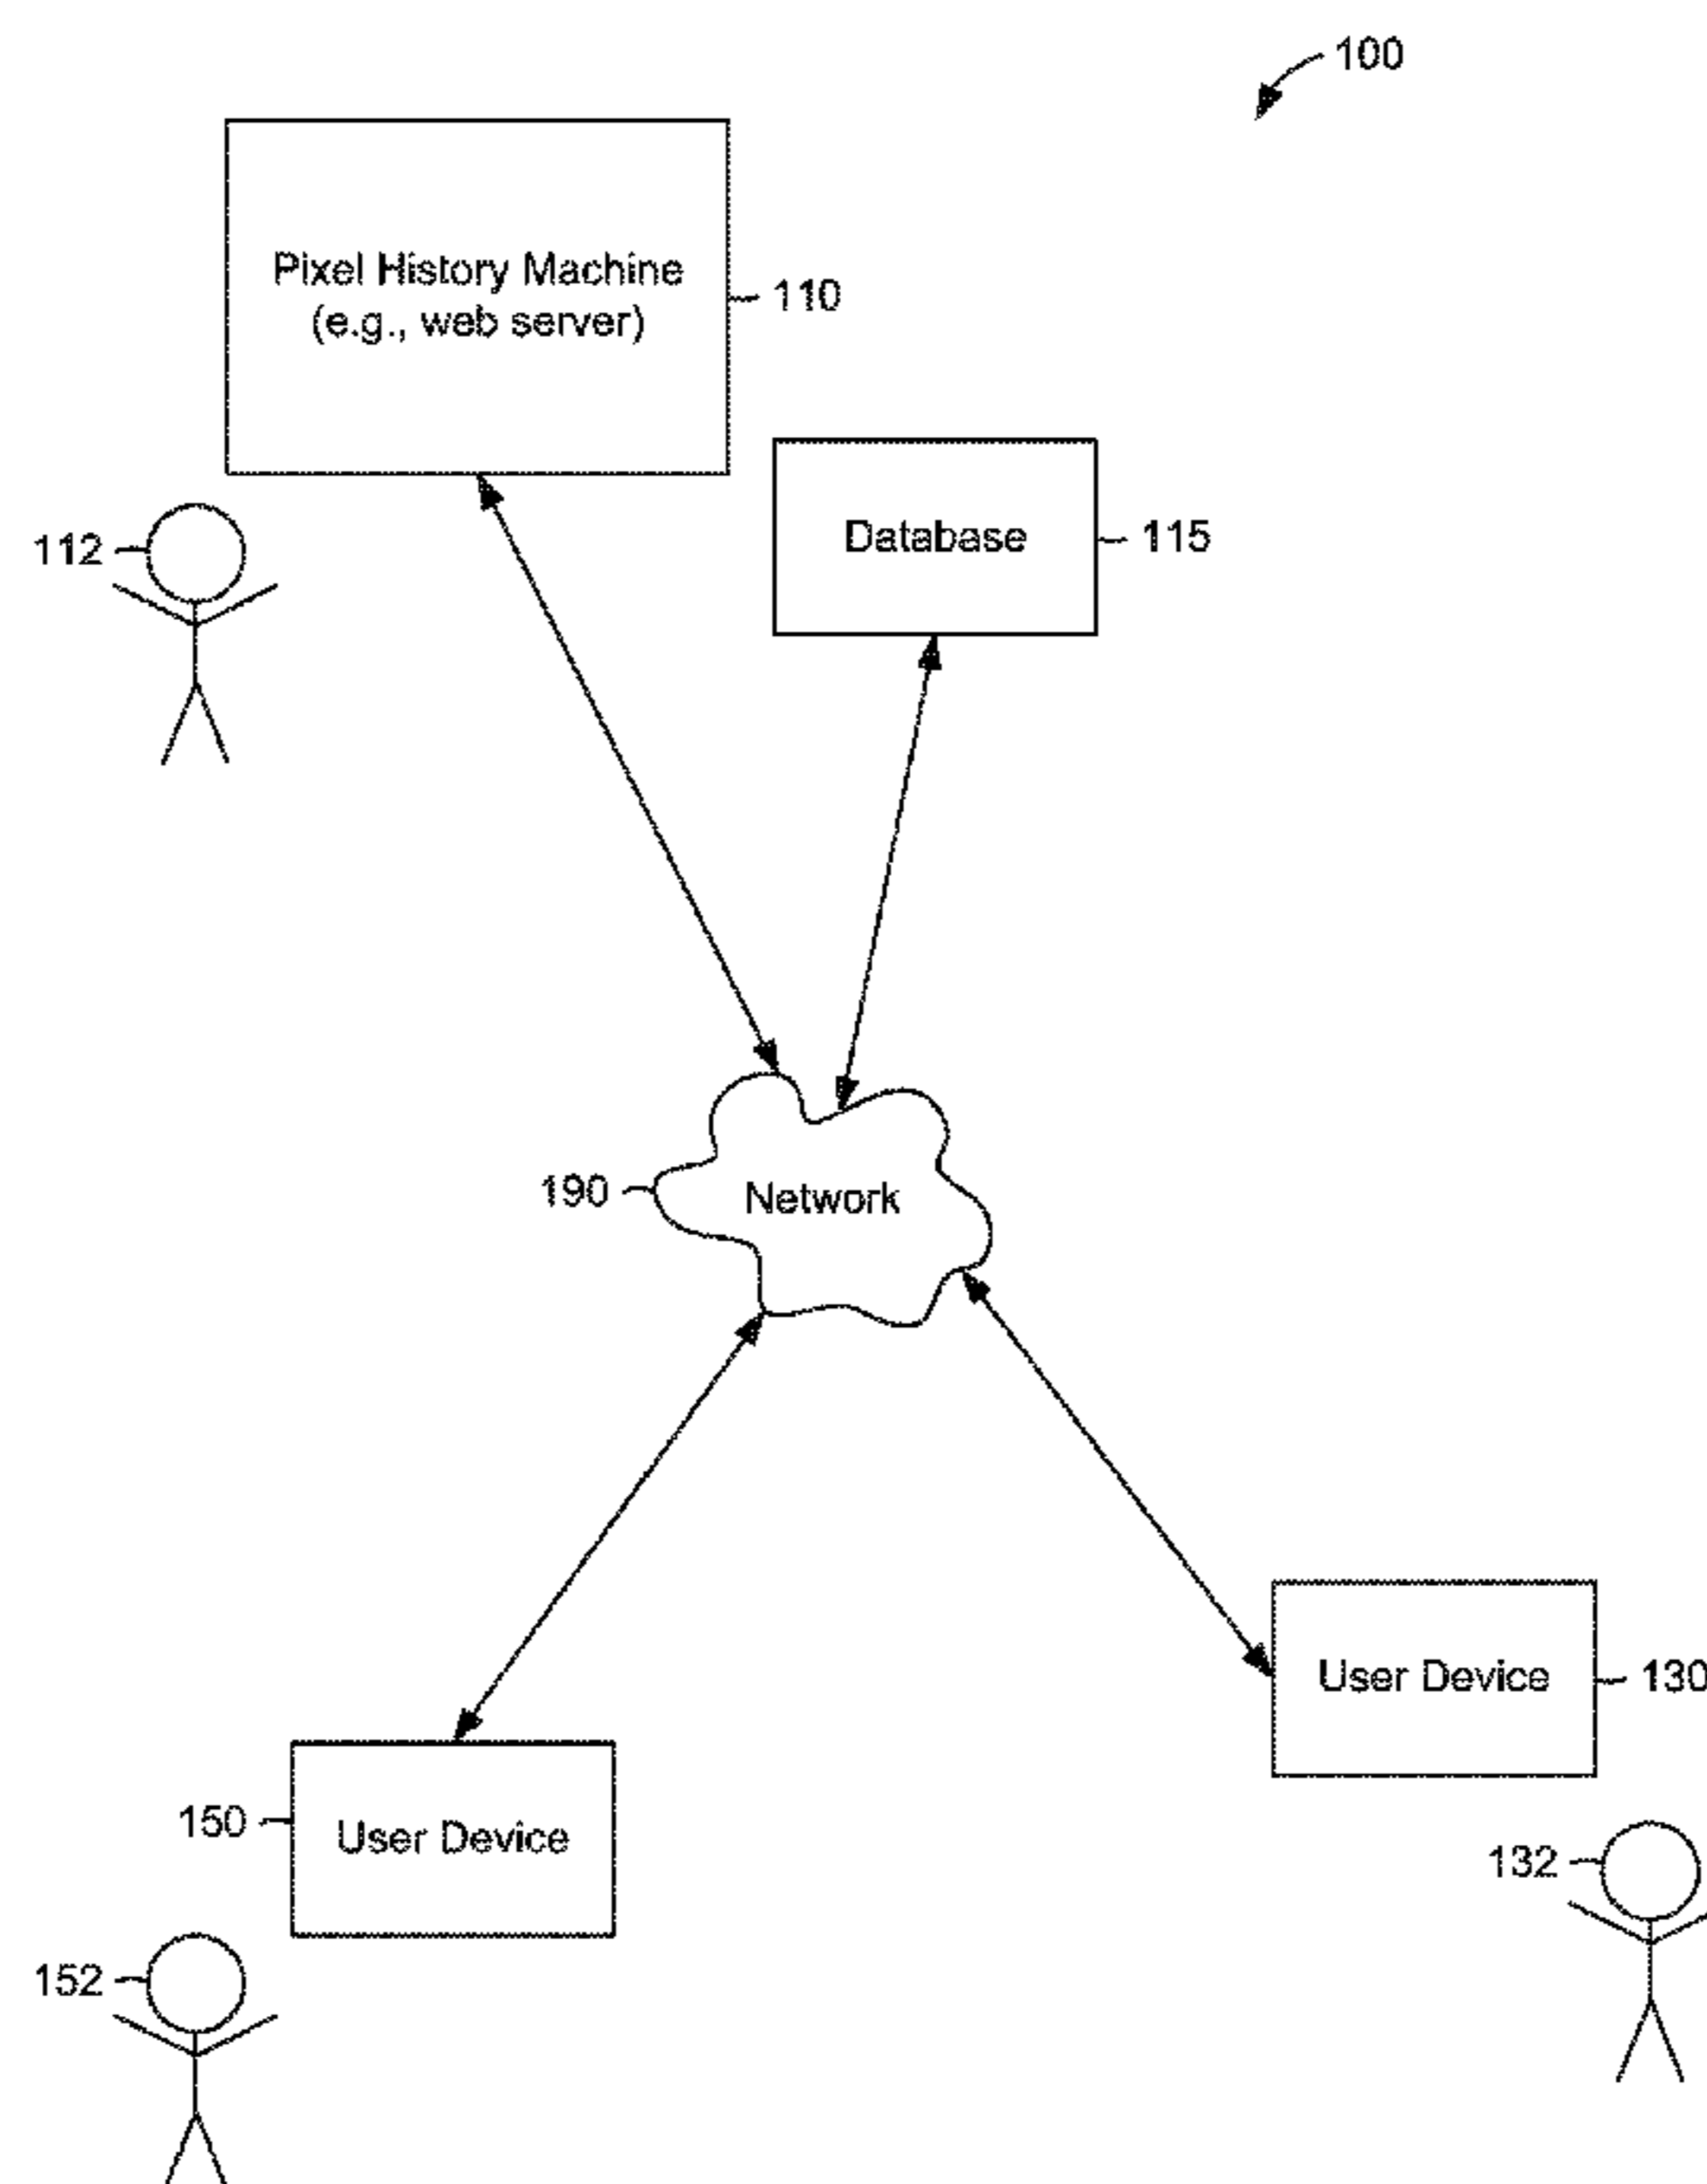 100
Pixel History Machine
(e.g., web server)
110
112
Database
115
190
Network
User Device
130
150
User Device
132
152